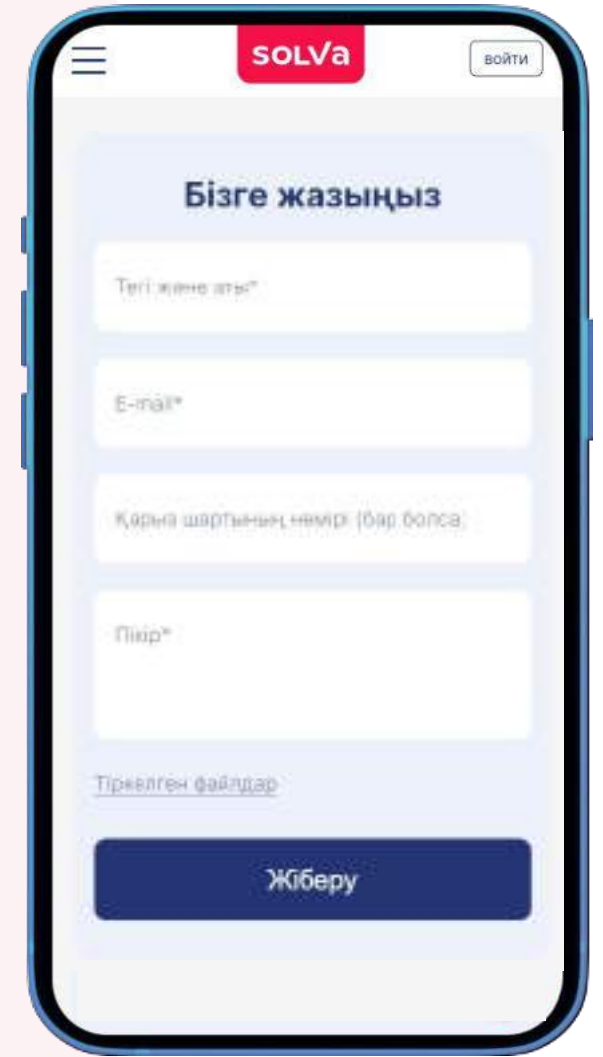 solva
войти
Бізге жазыңыз
Тегі және аты*
E-mail*
Қарыз шартының нөмірі (бар болса)
Пікір*
Тіркелген файлдар
Жіберу